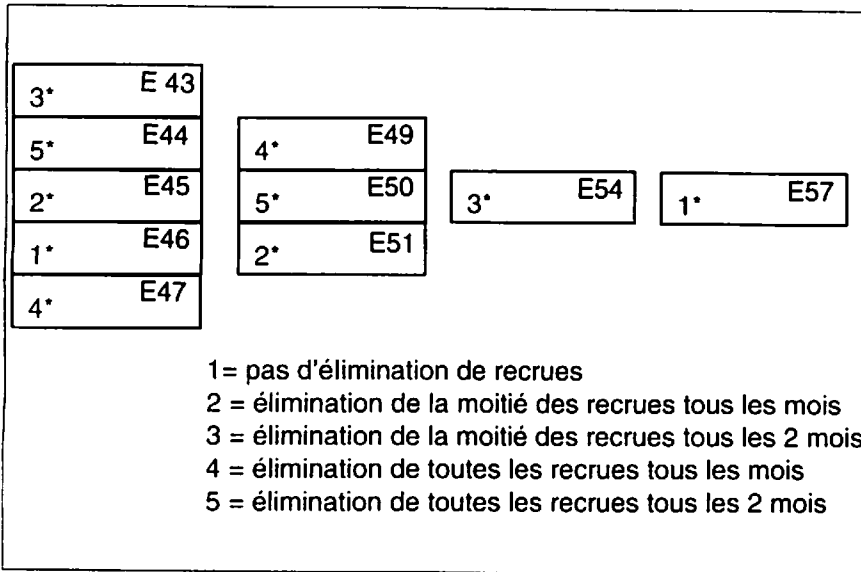 3* E 43
5* E44
2* E45
1* E46
4* E47
4* E49
5* E50
2* E51
3* E54
1* E57
1= pas d'élimination de recrues
2 = élimination de la moitié des recrues tous les mois
3 = élimination de la moitié des recrues tous les 2 mois
4 = élimination de toutes les recrues tous les mois
5 = élimination de toutes les recrues tous les 2 mois